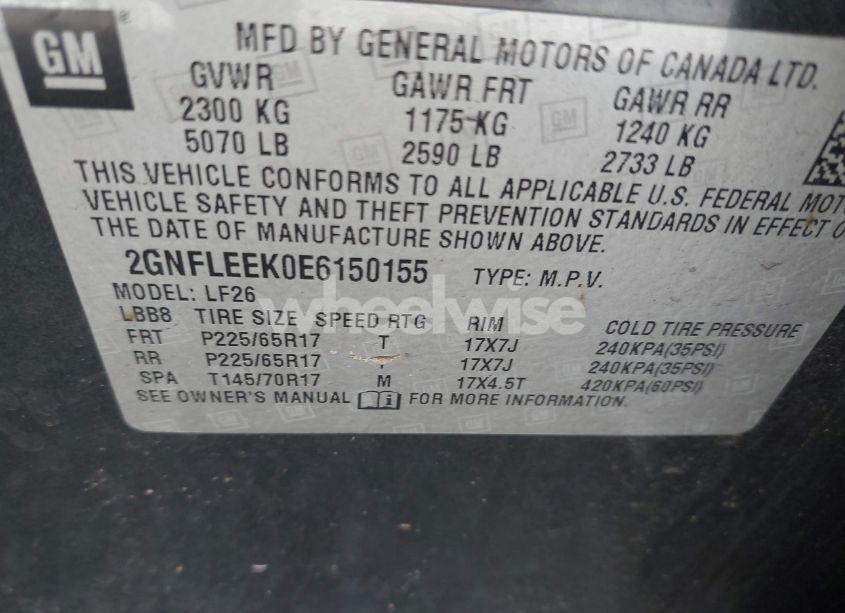 GM
MFD BY GENERAL MOTORS OF CANADA LTD.
GVWR GAWR FRT GAWR RR
2300 KG 1175 KG 1240 KG
5070 LB 2590 LB 2733 LB
THIS VEHICLE CONFORMS TO ALL APPLICABLE U.S. FEDERAL MOT
VEHICLE SAFETY AND THEFT PREVENTION STANDARDS IN EFFECT O
THE DATE OF MANUFACTURE SHOWN ABOVE.
2GNFLEEK0E6150155 TYPE: M.P.V.
MODEL: LF26
wheelwise
LBB8 TIRE SIZE SPEED RTG RIM COLD TIRE PRESSURE
FRT P225/65R17 T 17X7J 240KPA(35PSI)
RR P225/65R17 17X7J 240KPA(35PSI)
SPA T145/70R17 M 17X4.5T 420KPA(60PSI)
SEE OWNER'S MANUAL FOR MORE INFORMATION.